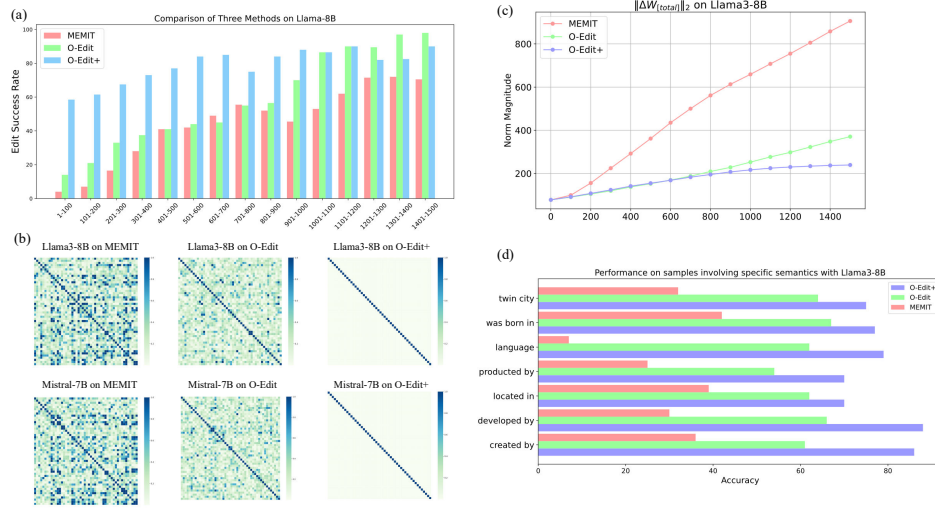 (a)
Comparison of Three Methods on Llama-8B
MEMIT
O-Edit
O-Edit+
Edit Success Rate
100
80
60
40
20
0
1-100
101-200
201-300
301-400
401-500
501-600
601-700
701-800
801-900
901-1000
1001-1100
1101-1200
1201-1300
1301-1400
1401-1500
(b)
Llama3-8B on MEMIT
Llama3-8B on O-Edit
Llama3-8B on O-Edit+
Mistral-7B on MEMIT
Mistral-7B on O-Edit
Mistral-7B on O-Edit+
(c)
‖ΔW[total]‖2 on Llama3-8B
MEMIT
O-Edit
O-Edit+
Norm Magnitude
800
600
400
200
0
200
400
600
800
1000
1200
1400
(d)
Performance on samples involving specific semantics with Llama3-8B
O-Edit+
O-Edit
MEMIT
twin city
was born in
language
producted by
located in
developed by
created by
0
20
40
60
80
Accuracy